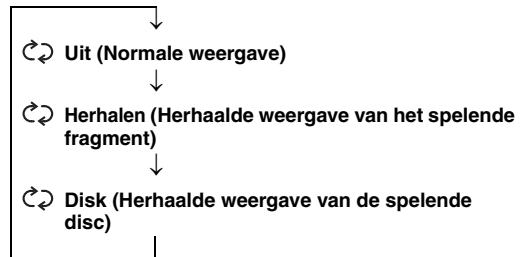 Uit (Normale weergave)
Herhalen (Herhaalde weergave van het spelende
fragment)
Disk (Herhaalde weergave van de spelende
disc)